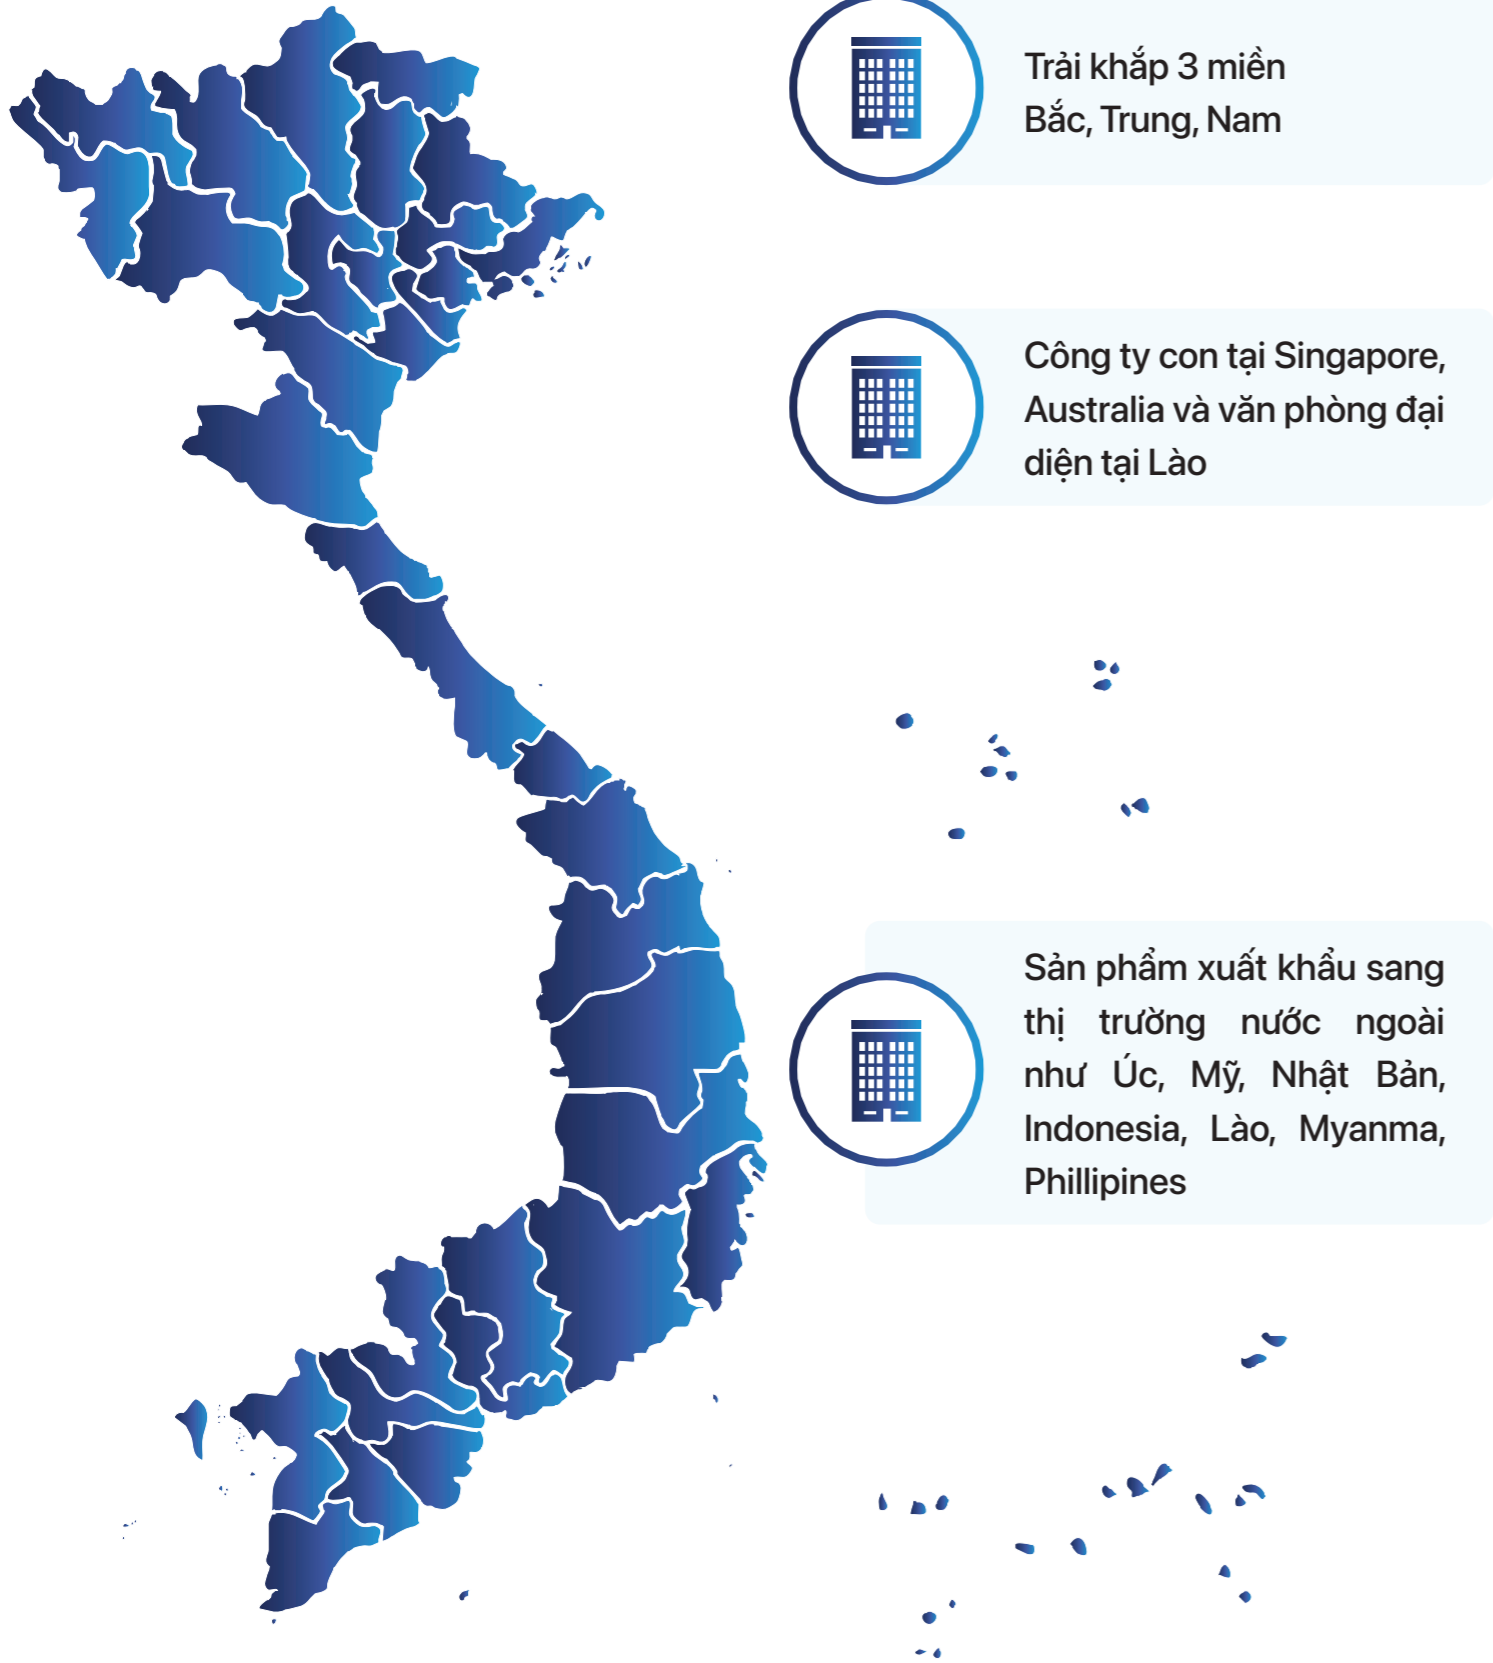 Trải khắp 3 miền
Bắc, Trung, Nam
Công ty con tại Singapore,
Australia và văn phòng đại
diện tại Lào
Sản phẩm xuất khẩu sang
thị trường nước ngoài
như Úc, Mỹ, Nhật Bản,
Indonesia, Lào, Myanma,
Phillipines